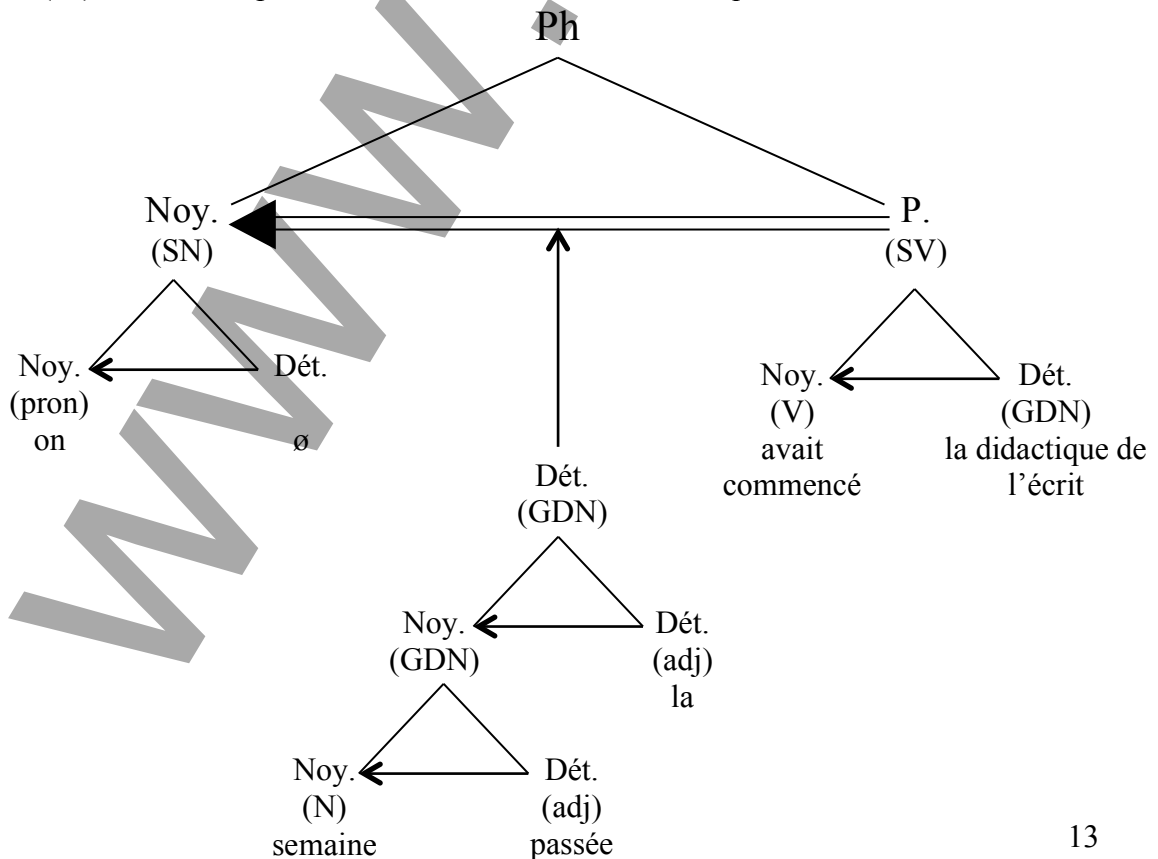 Ph
Noy.
(SN)
P.
(SV)
Noy.
(pron)
on
Dét.
ø
Noy.
(V)
avait
commencé
Dét.
(GDN)
la didactique de
l’écrit
Dét.
(GDN)
Noy.
(GDN)
Dét.
(adj)
la
Noy.
(N)
semaine
Dét.
(adj)
passée
13
WWW.